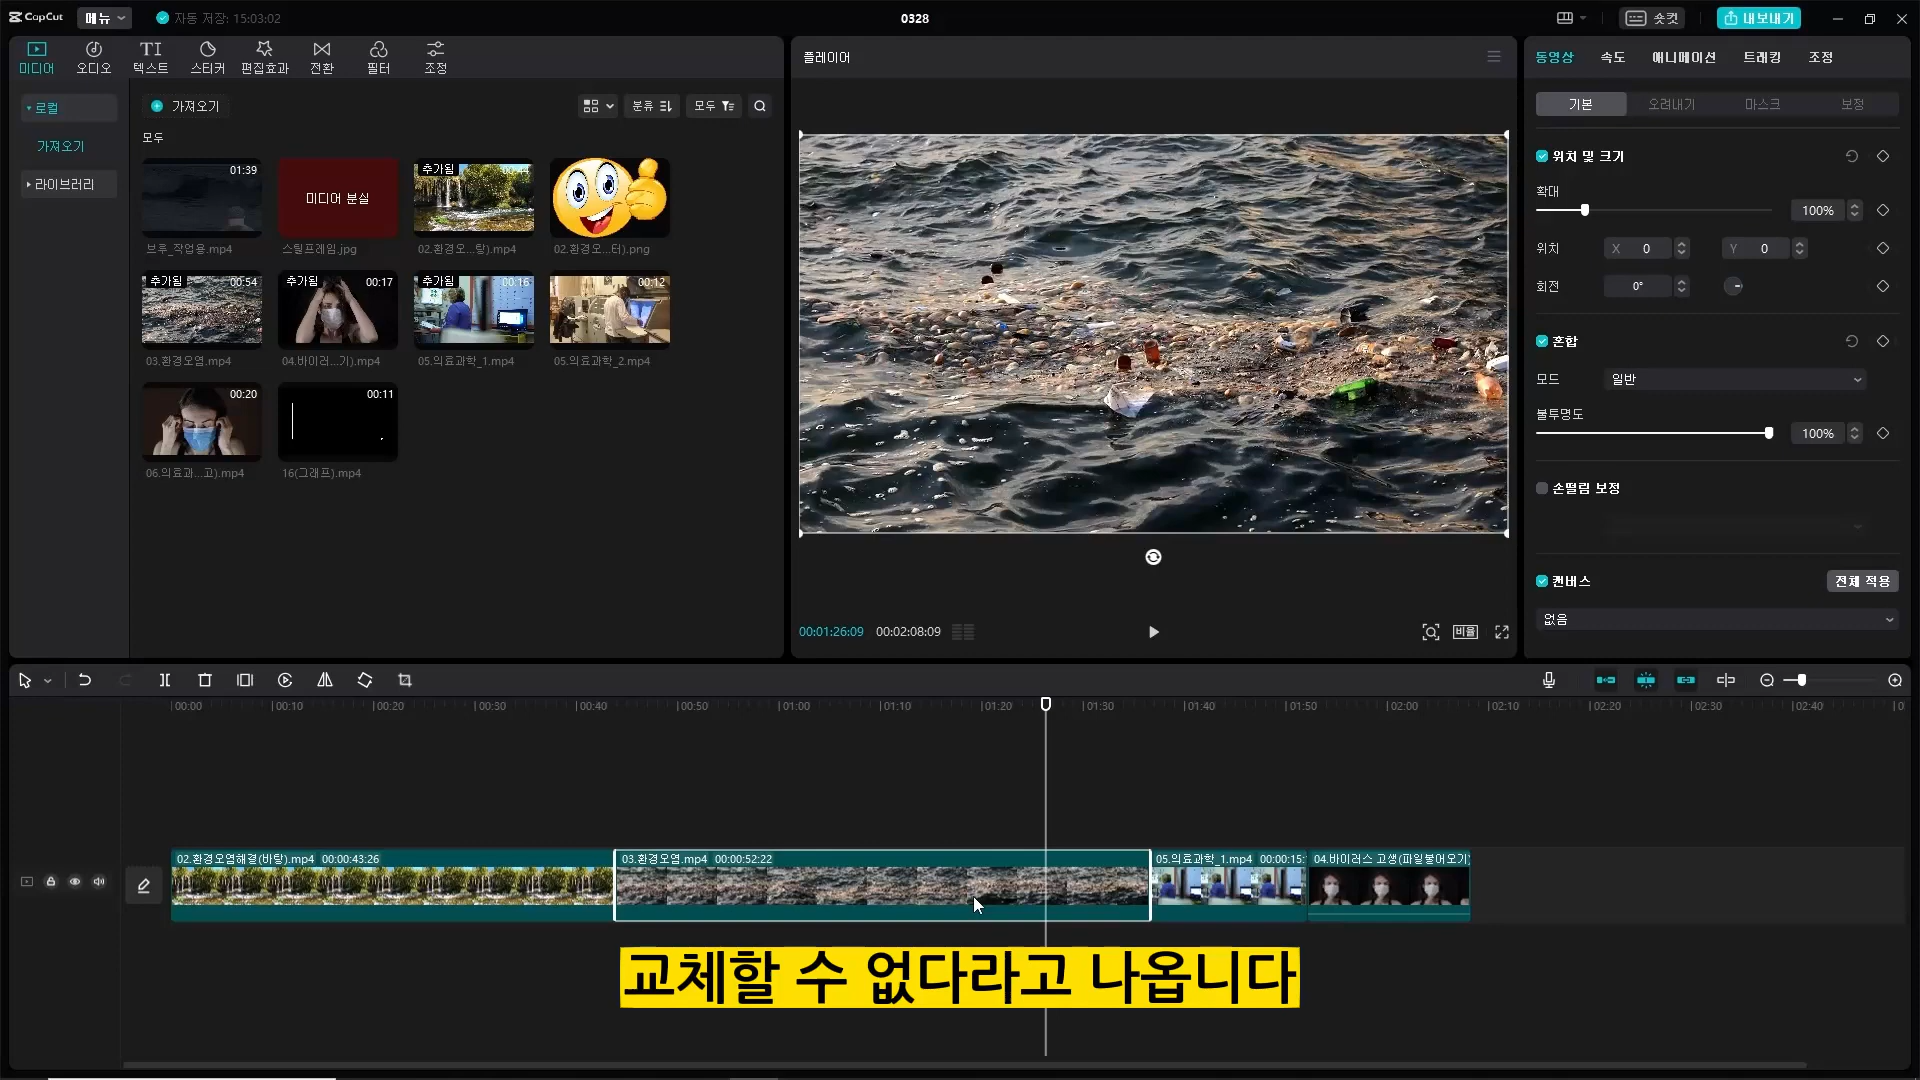 CapCut
메뉴
자동 저장: 15:03:02
0328
숏컷
내보내기
미디어
오디오
텍스트
스티커
편집효과
전환
필터
조정
플레이어
동영상
속도
애니메이션
트래킹
조정
로컬
가져오기
라이브러리
가져오기
분류
모두
모두
기본
오려내기
마스크
보정
01:39
브루_작업용.mp4
미디어 분실
스틸프레임.jpg
추가됨
02.환경오...탕).mp4
02.환경오...터).png
추가됨 00:54
03.환경오염.mp4
추가됨 00:17
04.바이러...기).mp4
추가됨 00:16
05.의료과학_1.mp4
00:12
05.의료과학_2.mp4
00:20
06.의료과...고).mp4
00:11
16(그래프).mp4
위치 및 크기
확대
100%
위치
X 0
Y 0
회전
0°
혼합
모드
일반
불투명도
100%
손떨림 보정
캔버스
전체 적용
없음
00:01:26:09
00:02:08:09
비율
00:00
00:10
00:20
00:30
00:40
00:50
01:00
01:10
01:20
01:30
01:40
01:50
02:00
02:10
02:20
02:30
02:40
02.환경오염해결(바탕).mp4 00:00:43:26
03.환경오염.mp4 00:00:52:22
05.의료과학_1.mp4 00:00:15:
04.바이러스 고생(파일붙어오기)
교체할 수 없다라고 나옵니다